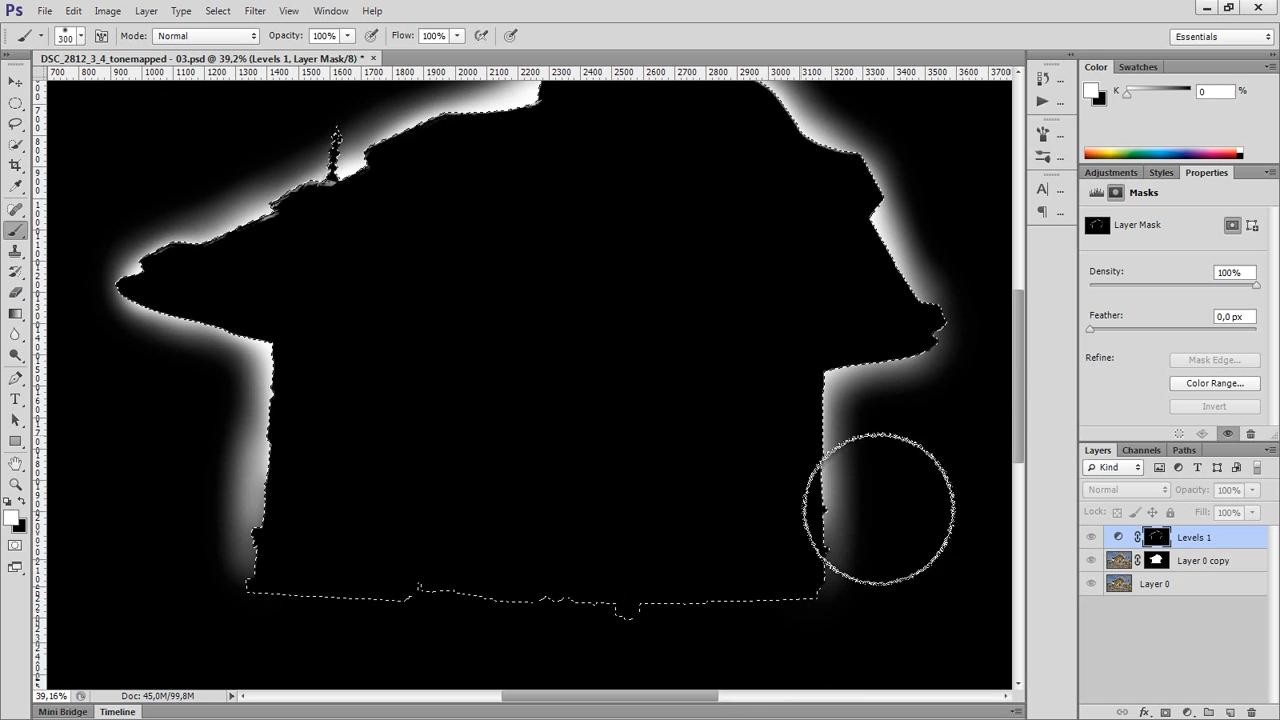 Ps File Edit Image Layer Type Select Filter View Window Help
300 Mode: Normal Opacity: 100% Flow: 100% Essentials
DSC_2812_3_4_tonemapped - 03.psd @ 39,2% (Levels 1, Layer Mask/8) * ×
700 800 900 1000 1100 1200 1300 1400 1500 1600 1700 1800 1900 2000 2100 2200 2300 2400 2500 2600 2700 2800 2900 3000 3100 3200 3300 3400 3500 3600 3700
Color Swatches
K 0 %
Adjustments Styles Properties
Masks
Layer Mask
Density: 100%
Feather: 0,0 px
Refine: Mask Edge...
Color Range...
Invert
Layers Channels Paths
Kind
Normal Opacity: 100%
Lock: Fill: 100%
Levels 1
Layer 0 copy
Layer 0
39,16% Doc: 45,0M/99,8M
Mini Bridge Timeline